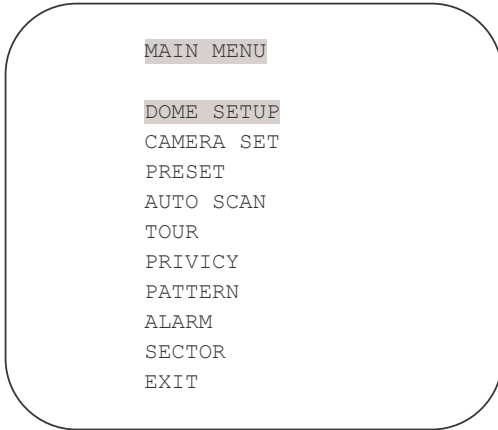 MAIN MENU
DOME SETUP
CAMERA SET
PRESET
AUTO SCAN
TOUR
PRIVICY
PATTERN
ALARM
SECTOR
EXIT